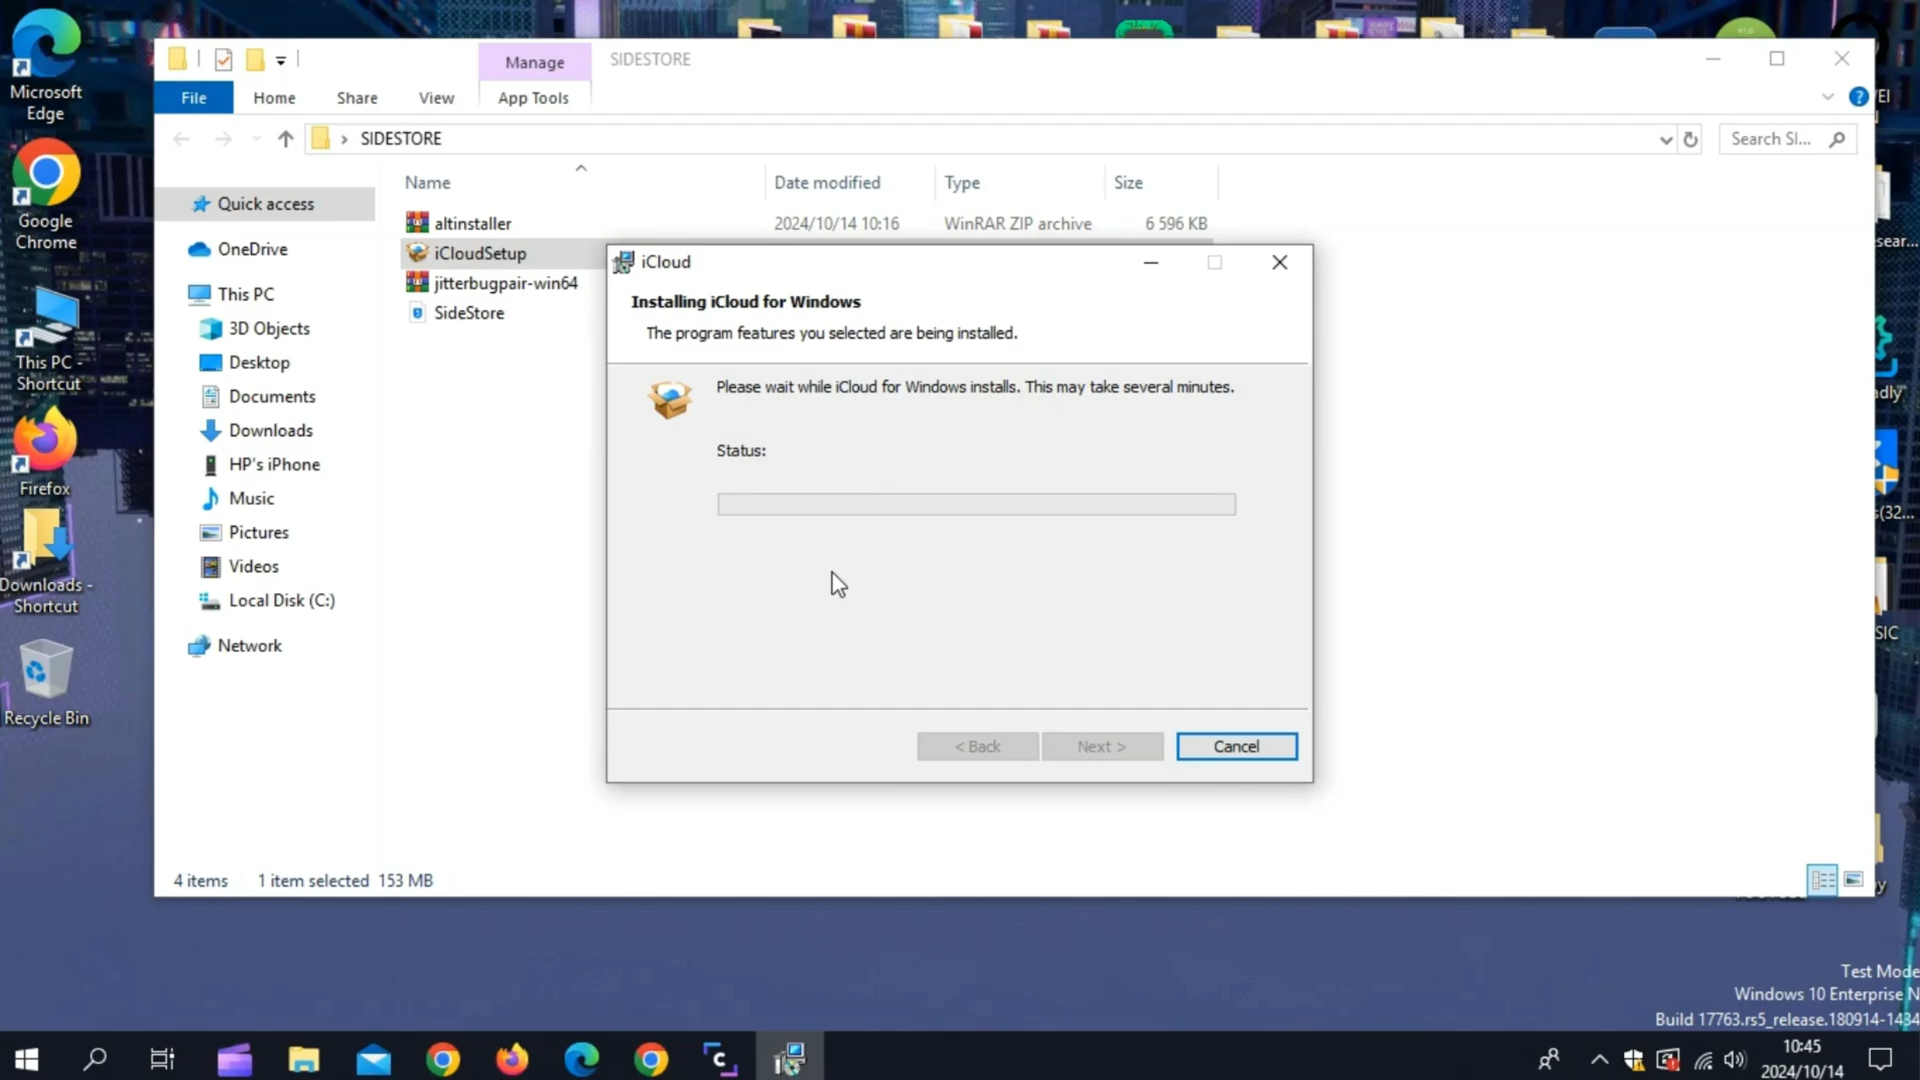 Manage
SIDESTORE
File
Home
Share
View
App Tools
SIDESTORE
Search SI...
Name
Date modified
Type
Size
altinstaller
2024/10/14 10:16
WinRAR ZIP archive
6 596 KB
iCloudSetup
jitterbugpair-win64
SideStore
Quick access
OneDrive
This PC
3D Objects
Desktop
Documents
Downloads
HP's iPhone
Music
Pictures
Videos
Local Disk (C:)
Network
iCloud
Installing iCloud for Windows
The program features you selected are being installed.
Please wait while iCloud for Windows installs. This may take several minutes.
Status:
< Back
Next >
Cancel
4 items
1 item selected
153 MB
Microsoft
Edge
Google
Chrome
This PC -
Shortcut
Firefox
Downloads -
Shortcut
Recycle Bin
Test Mode
Windows 10 Enterprise N
Build 17763.rs5_release.180914-1434
10:45
2024/10/14